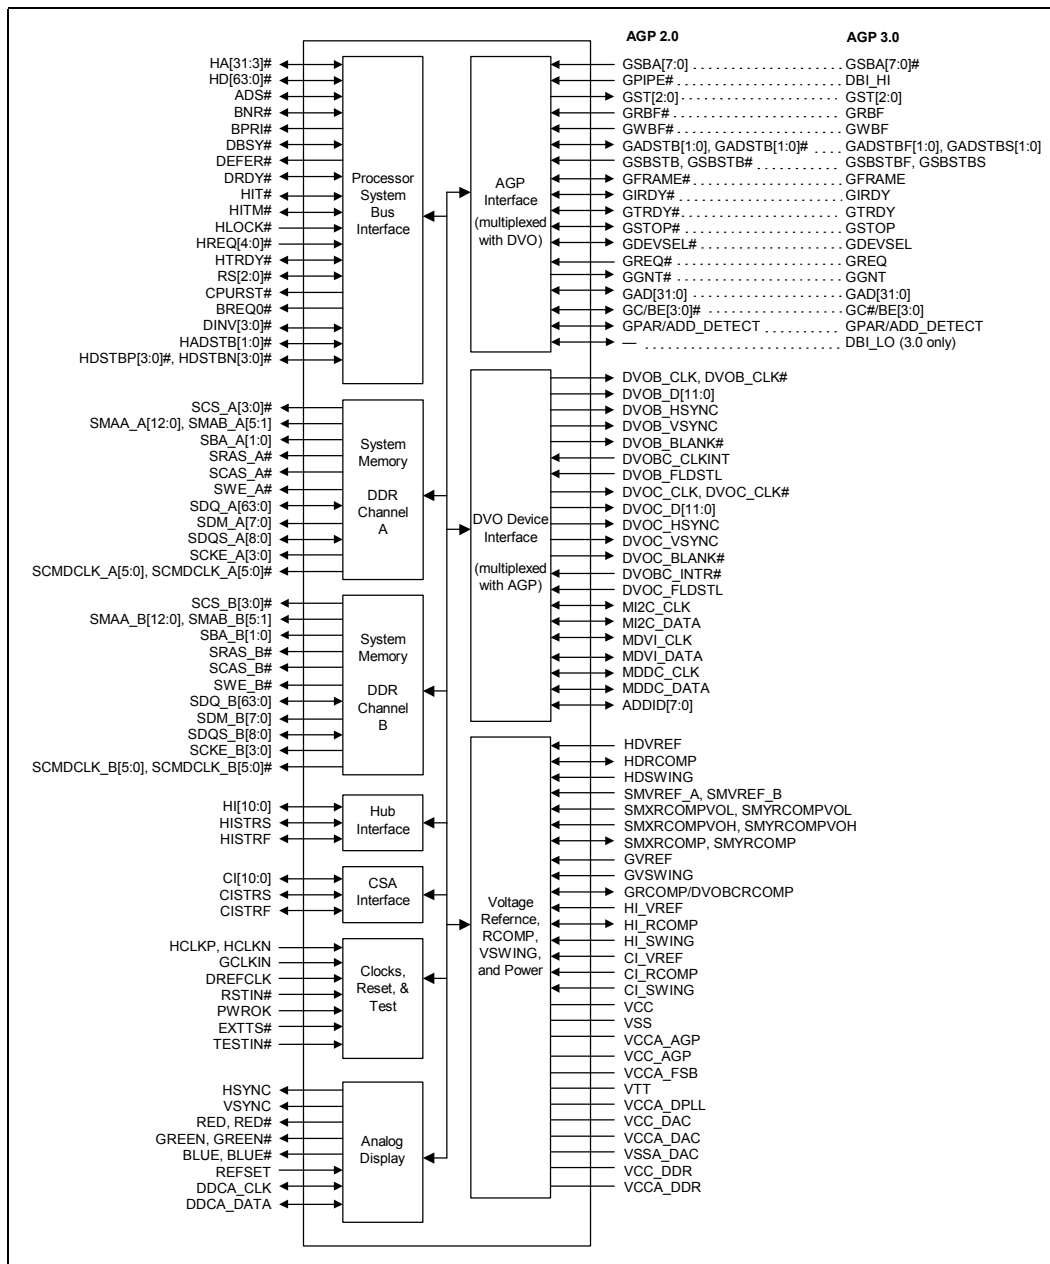 AGP 2.0 AGP 3.0
HA[31:3]#
HD[63:0]#
ADS#
BNR#
BPRI#
DBSY#
DEFER#
DRDY#
HIT#
HITM#
HLOCK#
HREQ[4:0]#
HTRDY#
RS[2:0]#
CPURST#
BREQ0#
DINV[3:0]#
HADSTB[1:0]#
HDSTBP[3:0]#, HDSTBN[3:0]#
Processor
System
Bus
Interface
AGP
Interface
(multiplexed
with DVO)
GSBA[7:0] GSBA[7:0]#
GPIPE# DBI_HI
GST[2:0] GST[2:0]
GRBF# GRBF
GWBF# GWBF
GADSTB[1:0], GADSTB[1:0]# GADSTBF[1:0], GADSTBS[1:0]
GSBSTB, GSBSTB# GSBSTBF, GSBSTBS
GFRAME# GFRAME
GIRDY# GIRDY
GTRDY# GTRDY
GSTOP# GSTOP
GDEVSEL# GDEVSEL
GREQ# GREQ
GGNT# GGNT
GAD[31:0] GAD[31:0]
GC/BE[3:0]# GC#/BE[3:0]
GPAR/ADD_DETECT GPAR/ADD_DETECT
— DBI_LO (3.0 only)
SCS_A[3:0]#
SMAA_A[12:0], SMAB_A[5:1]
SBA_A[1:0]
SRAS_A#
SCAS_A#
SWE_A#
SDQ_A[63:0]
SDM_A[7:0]
SDQS_A[8:0]
SCKE_A[3:0]
SCMDCLK_A[5:0], SCMDCLK_A[5:0]#
System
Memory
DDR
Channel
A
DVO Device
Interface
(multiplexed
with AGP)
DVOB_CLK, DVOB_CLK#
DVOB_D[11:0]
DVOB_HSYNC
DVOB_VSYNC
DVOB_BLANK#
DVOBC_CLKINT
DVOB_FLDSTL
DVOC_CLK, DVOC_CLK#
DVOC_D[11:0]
DVOC_HSYNC
DVOC_VSYNC
DVOC_BLANK#
DVOBC_INTR#
DVOC_FLDSTL
MI2C_CLK
MI2C_DATA
MDVI_CLK
MDVI_DATA
MDDC_CLK
MDDC_DATA
ADDID[7:0]
SCS_B[3:0]#
SMAA_B[12:0], SMAB_B[5:1]
SBA_B[1:0]
SRAS_B#
SCAS_B#
SWE_B#
SDQ_B[63:0]
SDM_B[7:0]
SDQS_B[8:0]
SCKE_B[3:0]
SCMDCLK_B[5:0], SCMDCLK_B[5:0]#
System
Memory
DDR
Channel
B
HI[10:0]
HISTRS
HISTRF
Hub
Interface
CI[10:0]
CISTRS
CISTRF
CSA
Interface
HCLKP, HCLKN
GCLKIN
DREFCLK
RSTIN#
PWROK
EXTTS#
TESTIN#
Clocks,
Reset, &
Test
HSYNC
VSYNC
RED, RED#
GREEN, GREEN#
BLUE, BLUE#
REFSET
DDCA_CLK
DDCA_DATA
Analog
Display
Voltage
Refernce,
RCOMP,
VSWING,
and Power
HDVREF
HDRCOMP
HDSWING
SMVREF_A, SMVREF_B
SMXRCOMPVOL, SMYRCOMPVOL
SMXRCOMPVOH, SMYRCOMPVOH
SMXRCOMP, SMYRCOMP
GVREF
GVSWING
GRCOMP/DVOBCRCOMP
HI_VREF
HI_RCOMP
HI_SWING
CI_VREF
CI_RCOMP
CI_SWING
VCC
VSS
VCCA_AGP
VCC_AGP
VCCA_FSB
VTT
VCCA_DPLL
VCC_DAC
VCCA_DAC
VSSA_DAC
VCC_DDR
VCCA_DDR